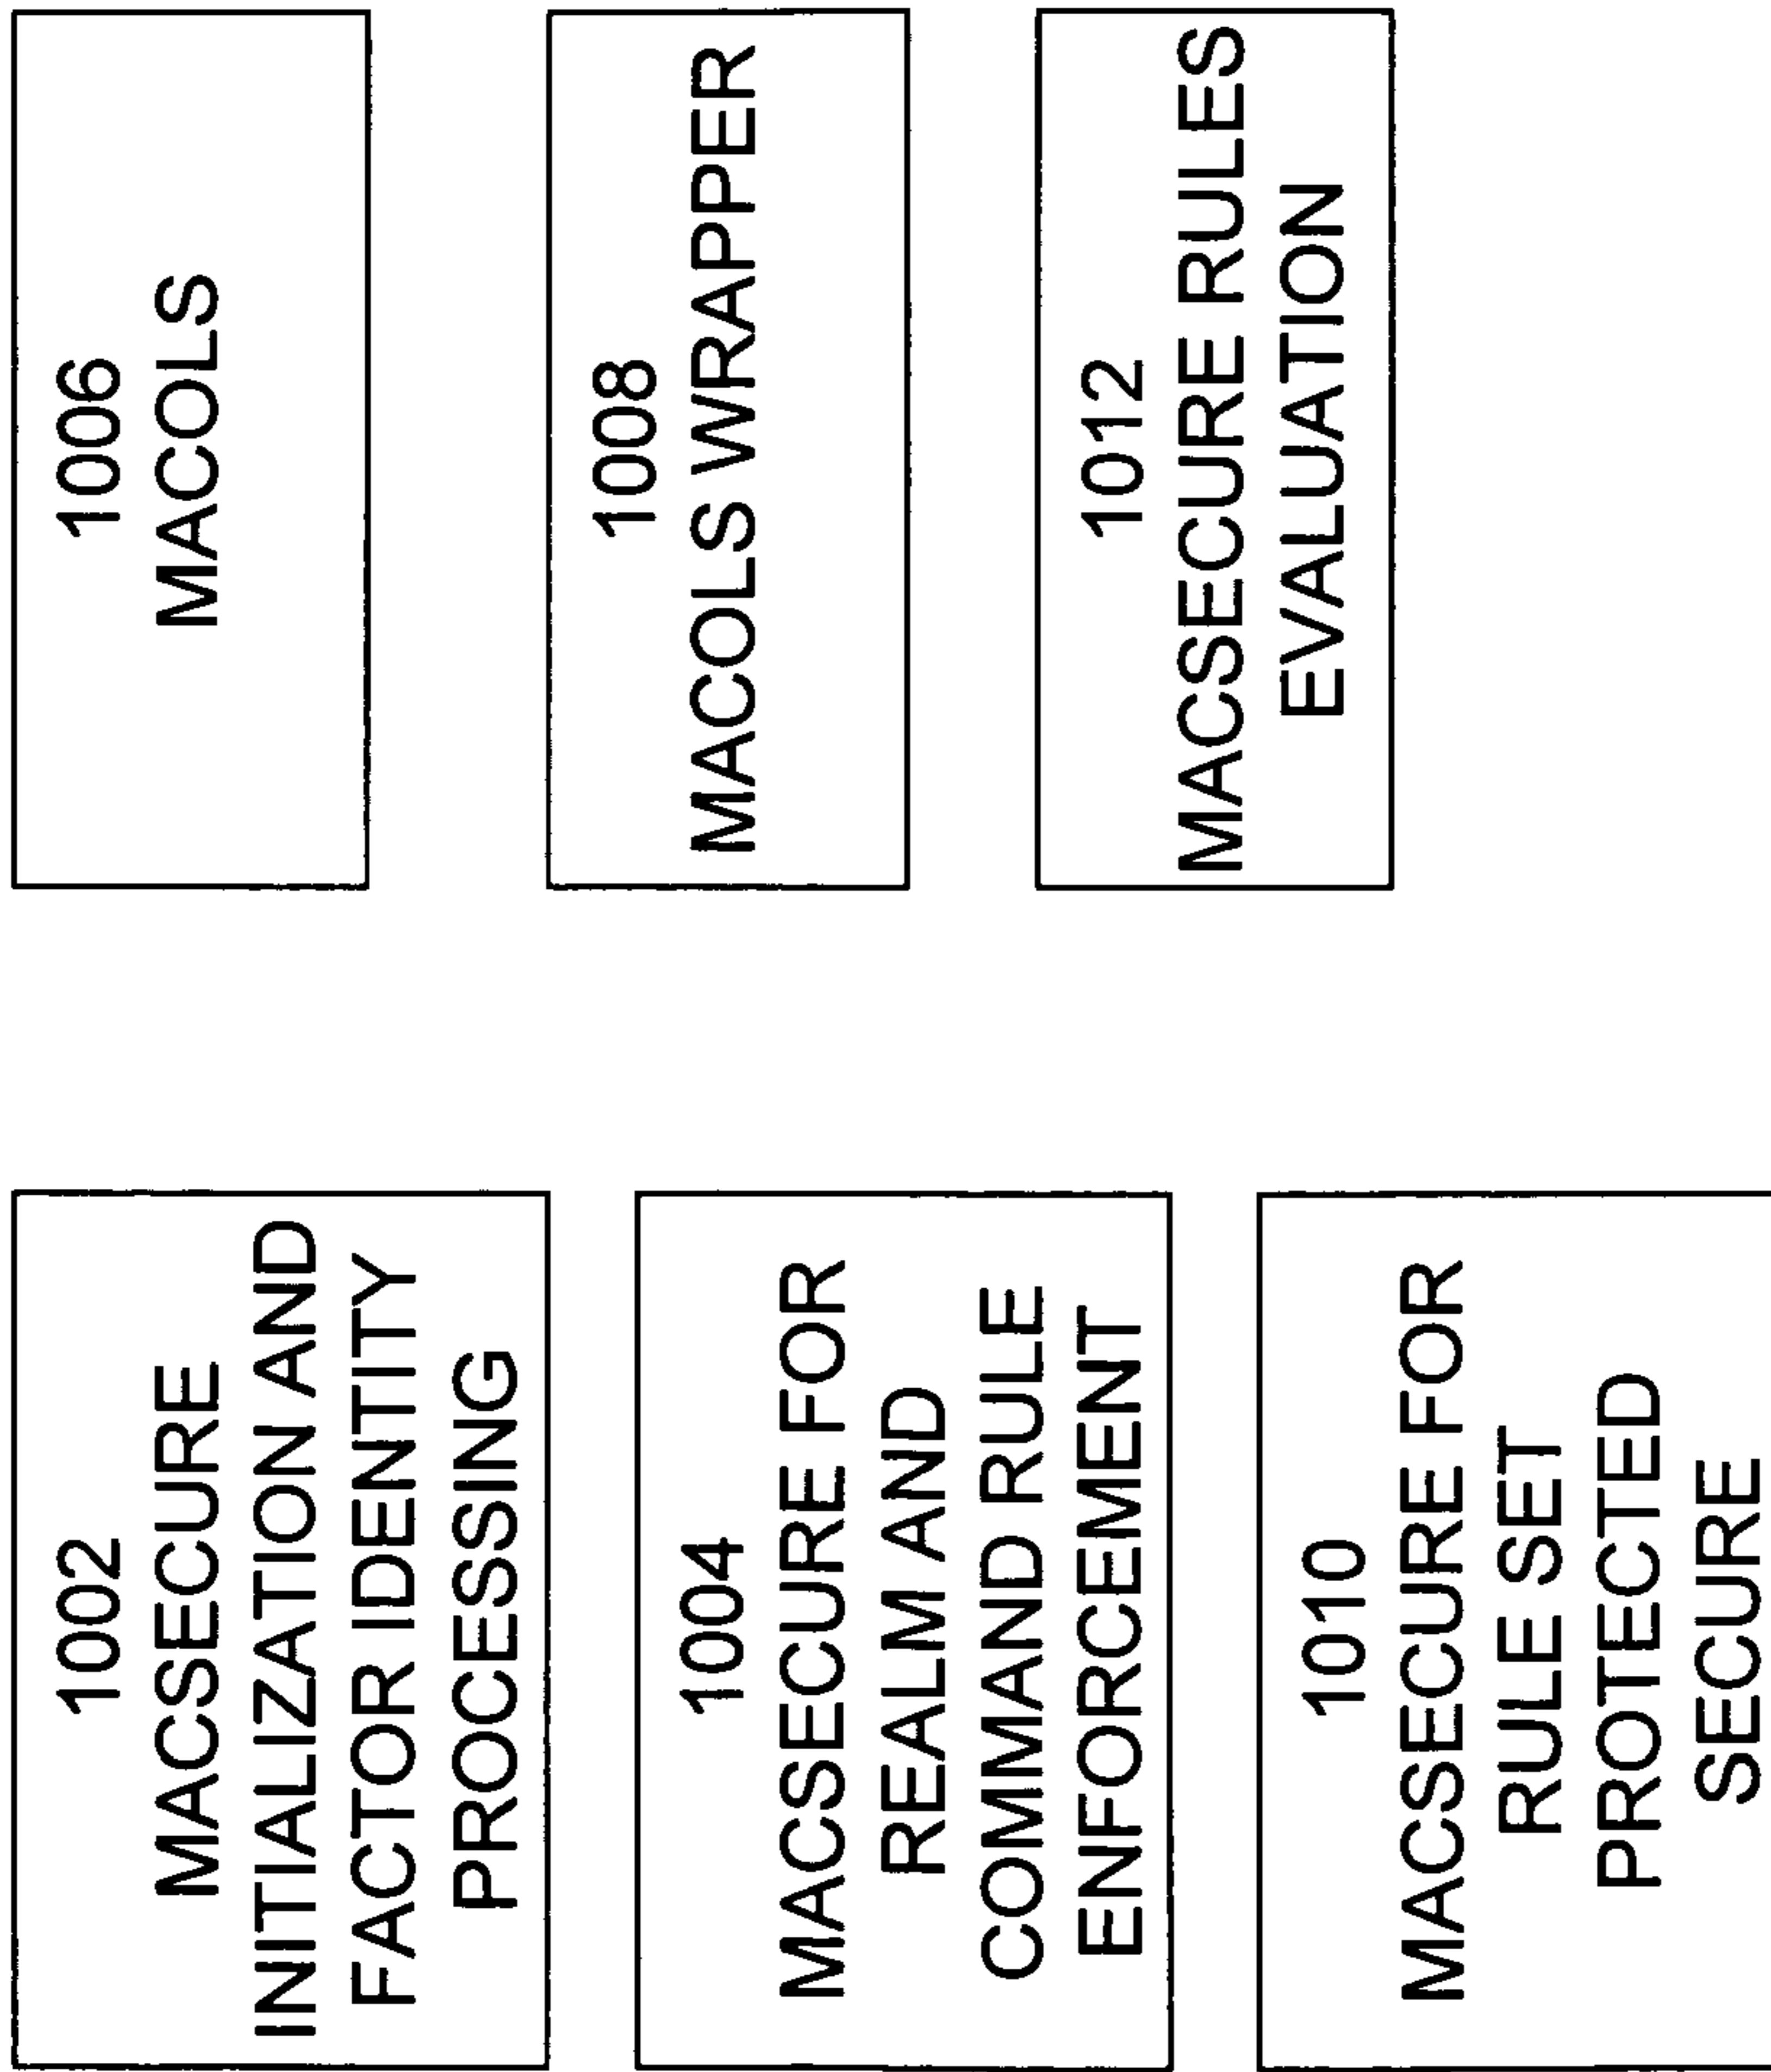 1002
MACSECURE
INITIALIZATION AND
FACTOR IDENTITY
PROCESSING
1004
MACSECURE FOR
REALM AND
COMMAND RULE
ENFORCEMENT
1010
MACSECURE FOR
RULE SET
PROTECTED
SECURE
1006
MACOLS
1008
MACOLS WRAPPER
1012
MACSECURE RULES
EVALUATION